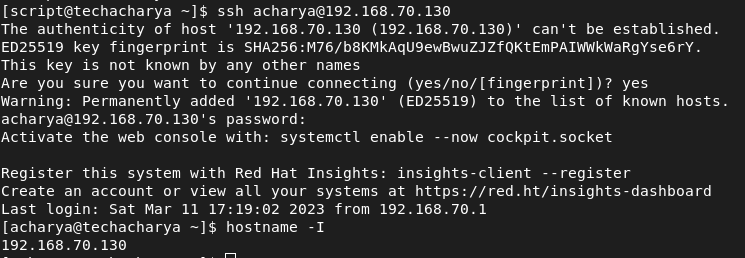 [script@techacharya ~]$ ssh acharya@192.168.70.130
The authenticity of host '192.168.70.130 (192.168.70.130)' can't be established.
ED25519 key fingerprint is SHA256:M76/b8KMkAqU9ewBwuZJZfQKtEmPAIWWkWaRgYse6rY.
This key is not known by any other names
Are you sure you want to continue connecting (yes/no/[fingerprint])? yes
Warning: Permanently added '192.168.70.130' (ED25519) to the list of known hosts.
acharya@192.168.70.130's password:
Activate the web console with: systemctl enable --now cockpit.socket
Register this system with Red Hat Insights: insights-client --register
Create an account or view all your systems at https://red.ht/insights-dashboard
Last login: Sat Mar 11 17:19:02 2023 from 192.168.70.1
[acharya@techacharya ~]$ hostname -I
192.168.70.130